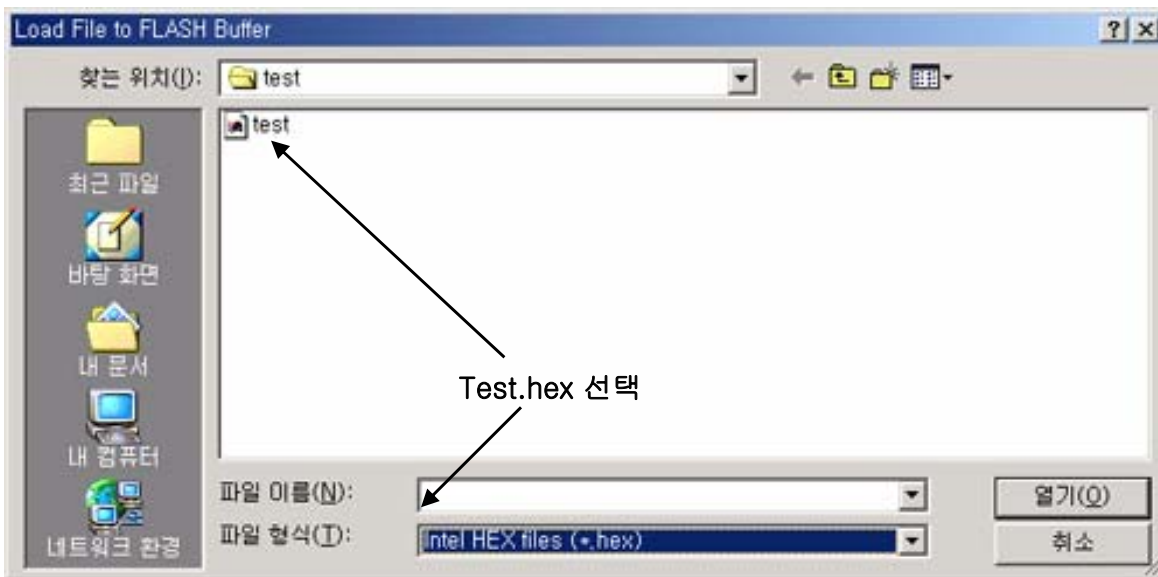 Load File to FLASH Buffer
찾는 위치(I):
test
test
최근 파일
바탕 화면
내 문서
내 컴퓨터
네트워크 환경
Test.hex 선택
파일 이름(N):
열기(O)
파일 형식(T):
Intel HEX files (*.hex)
취소